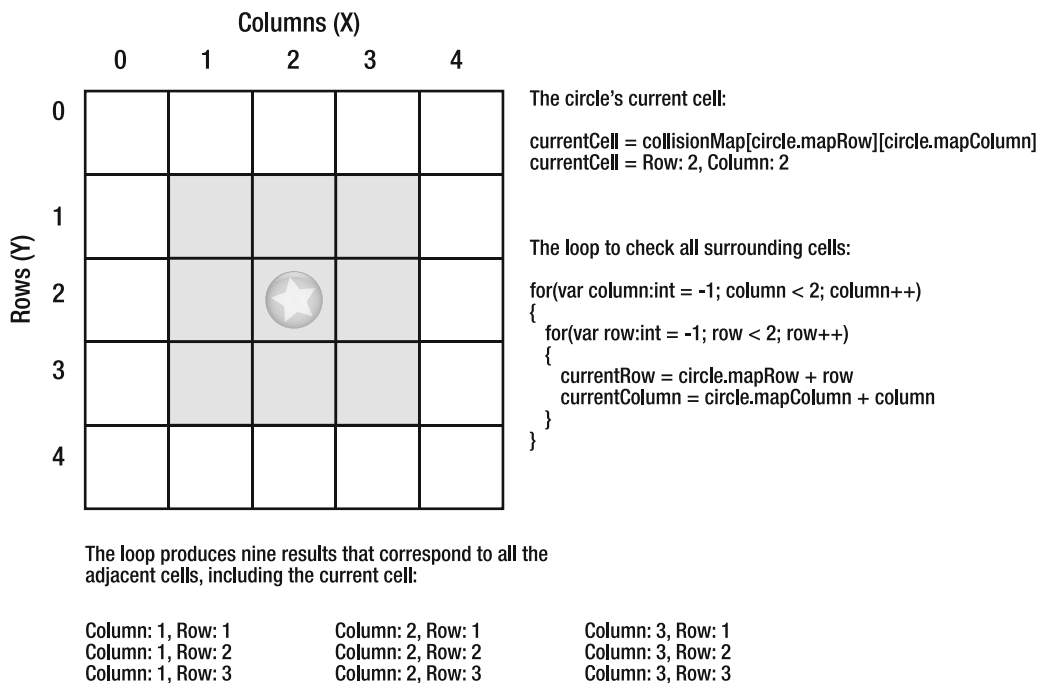 Columns (X)
0 1 2 3 4
Rows (Y)
0
1
2
3
4
The circle's current cell:
currentCell = collisionMap[circle.mapRow][circle.mapColumn]
currentCell = Row: 2, Column: 2
The loop to check all surrounding cells:
for(var column:int = -1; column < 2; column++)
{
for(var row:int = -1; row < 2; row++)
{
currentRow = circle.mapRow + row
currentColumn = circle.mapColumn + column
}
}
The loop produces nine results that correspond to all the
adjacent cells, including the current cell:
Column: 1, Row: 1
Column: 1, Row: 2
Column: 1, Row: 3
Column: 2, Row: 1
Column: 2, Row: 2
Column: 2, Row: 3
Column: 3, Row: 1
Column: 3, Row: 2
Column: 3, Row: 3